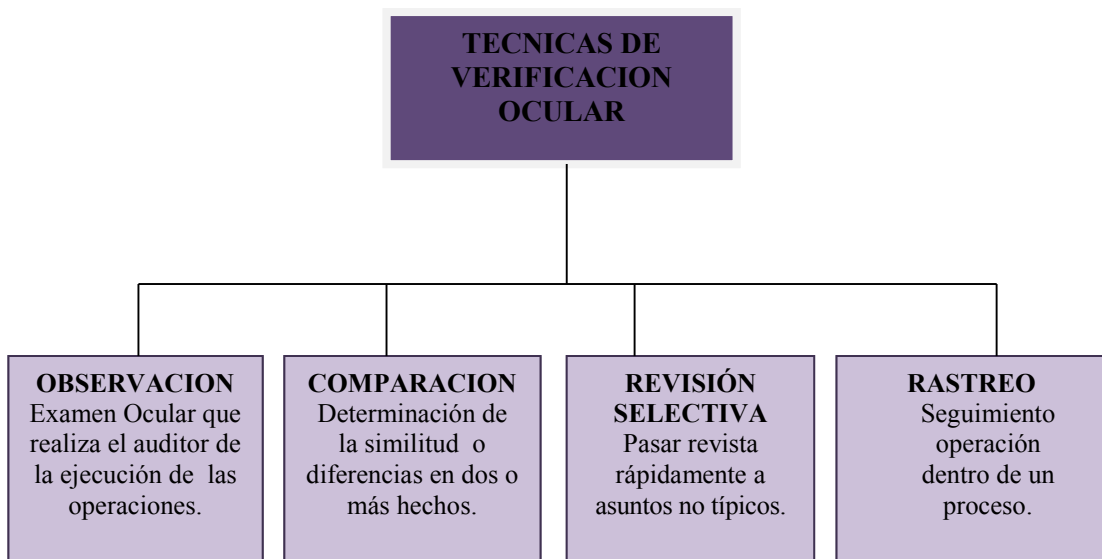 TECNICAS DE
VERIFICACION
OCULAR
OBSERVACION
Examen Ocular que
realiza el auditor de
la ejecución de las
operaciones.
COMPARACION
Determinación de
la similitud o
diferencias en dos o
más hechos.
REVISIÓN
SELECTIVA
Pasar revista
rápidamente a
asuntos no típicos.
RASTREO
Seguimiento
operación
dentro de un
proceso.